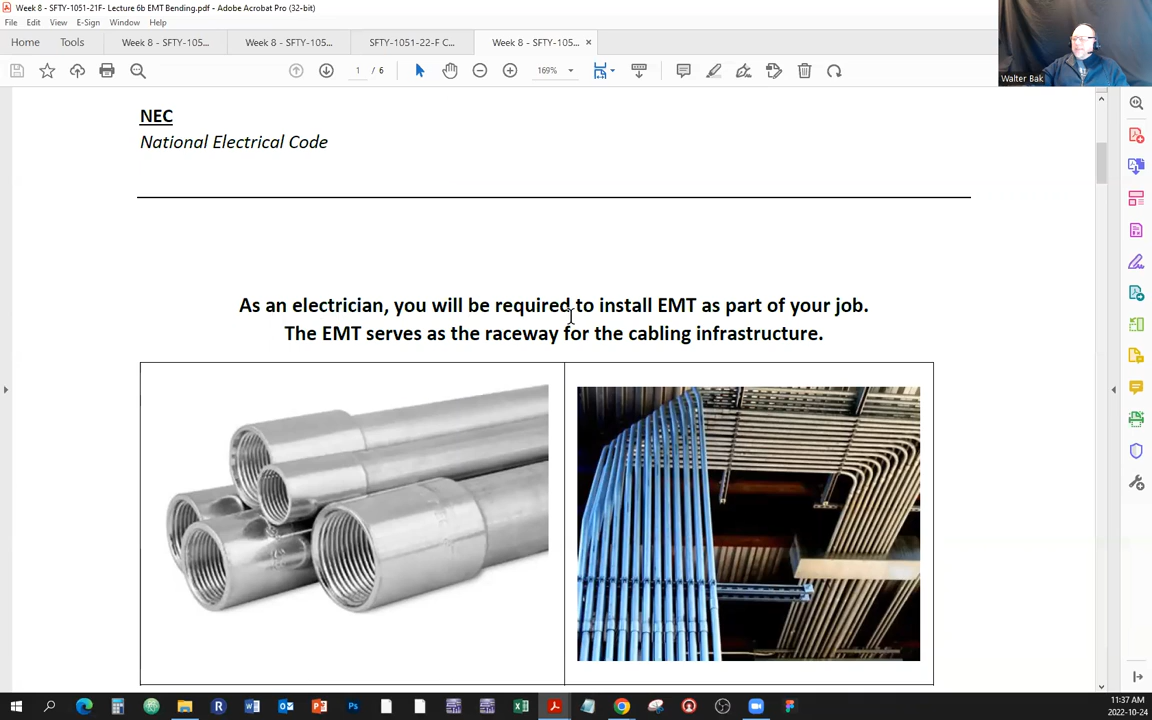 Week 8 - SFTY-1051-21F- Lecture 6b EMT Bending.pdf - Adobe Acrobat Pro (32-bit)
File Edit View E-Sign Window Help
Home Tools Week 8 - SFTY-105... Week 8 - SFTY-105... SFTY-1051-22-F C... Week 8 - SFTY-105... ×
1 / 6 169%
Walter Bak
NEC
National Electrical Code
As an electrician, you will be required to install EMT as part of your job.
The EMT serves as the raceway for the cabling infrastructure.
11:37 AM
2022-10-24